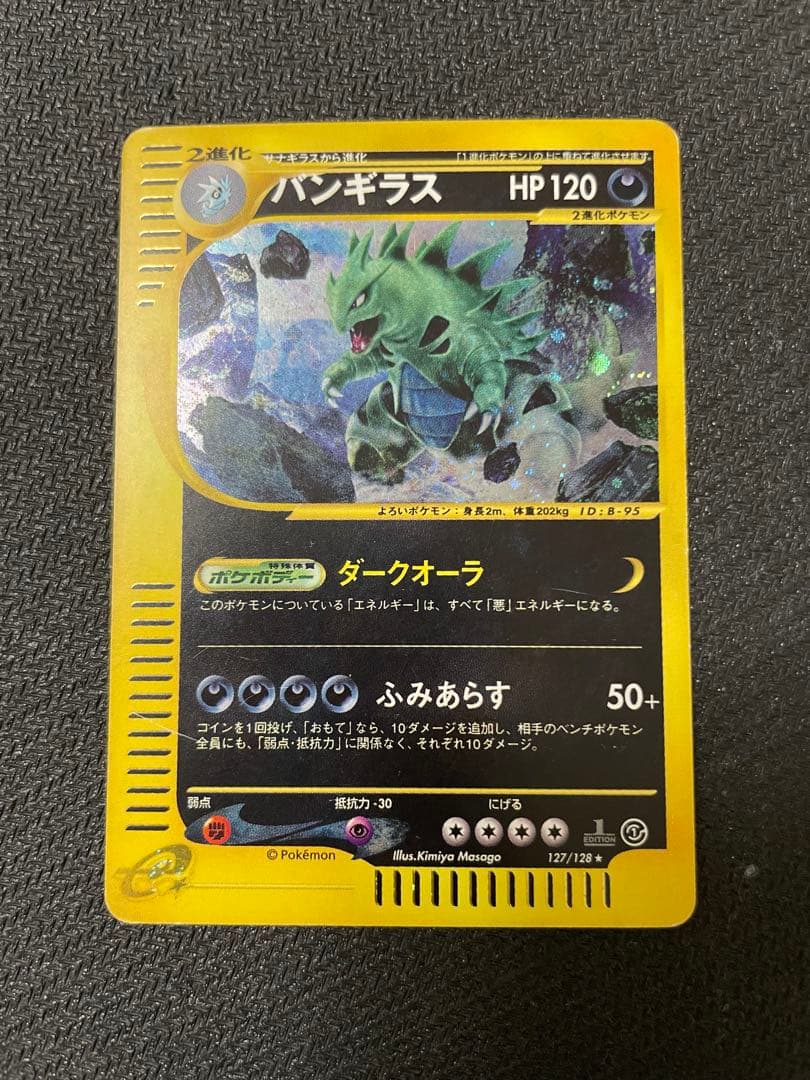 2進化
サナギラスから進化
「1進化ポケモン」の上に重ねて進化させます。
バンギラス
HP 120
2進化ポケモン
よろいポケモン：身長2m、体重202kg ID：B-95
特殊体質
ポケボディー
ダークオーラ
このポケモンについている「エネルギー」は、すべて「悪」エネルギーになる。
ふみあらす 50+
コインを1回投げ、「おもて」なら、10ダメージを追加し、相手のベンチポケモン
全員にも、「弱点・抵抗力」に関係なく、それぞれ10ダメージ。
弱点 抵抗力 -30 にげる
1
EDITION
© Pokémon Illus.Kimiya Masago 127/128 ★
e